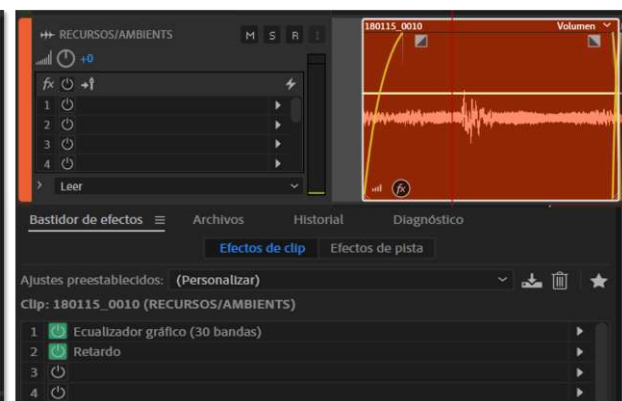 RECURSOS/AMBIENTS M S R I
+0
fx
1
2
3
4
Leer
180115_0010 Volumen
fx
Bastidor de efectos Archivos Historial Diagnóstico
Efectos de clip Efectos de pista
Ajustes preestablecidos: (Personalizar)
Clip: 180115_0010 (RECURSOS/AMBIENTS)
1 Ecualizador gráfico (30 bandas)
2 Retardo
3
4